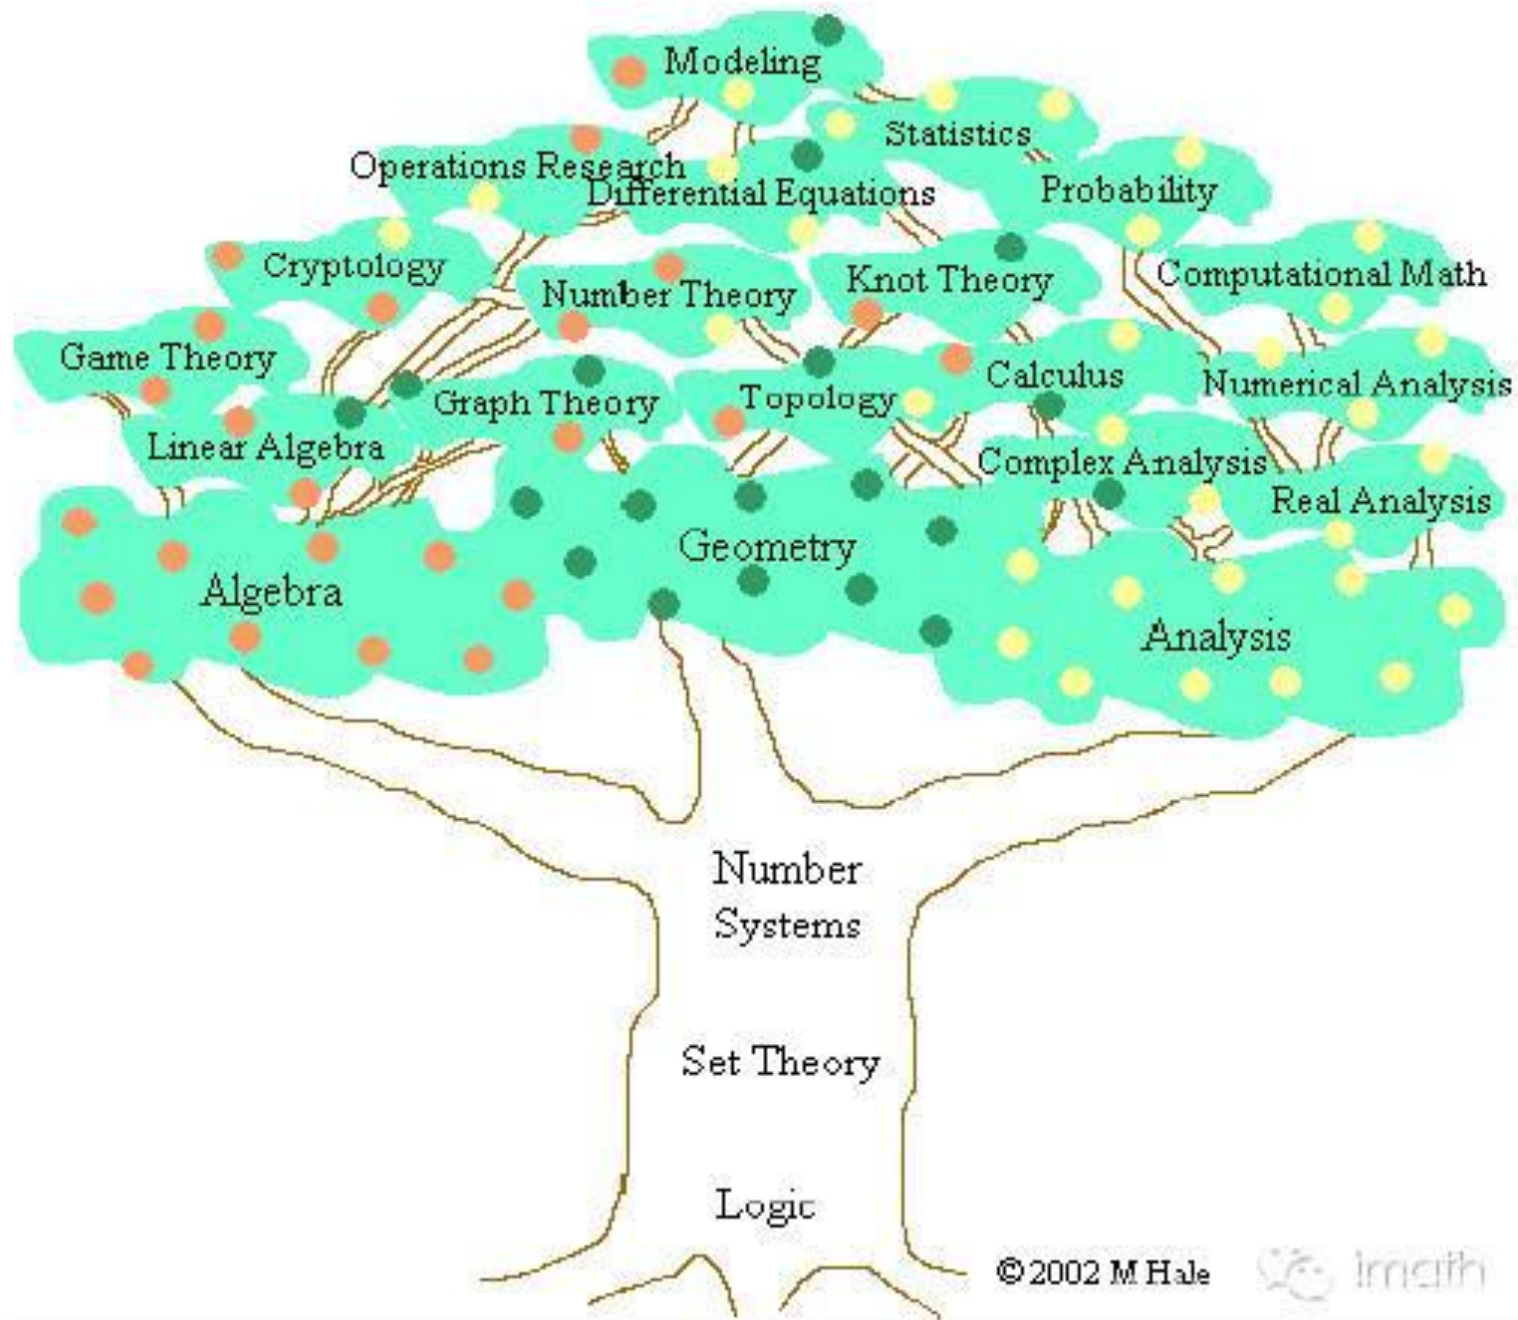 Modeling
Statistics
Operations Research
Differential Equations
Probability
Cryptology
Number Theory
Knot Theory
Computational Math
Game Theory
Graph Theory
Topology
Calculus
Numerical Analysis
Linear Algebra
Complex Analysis
Real Analysis
Algebra
Geometry
Analysis
Number
Systems
Set Theory
Logic
©2002 M Hale
imath